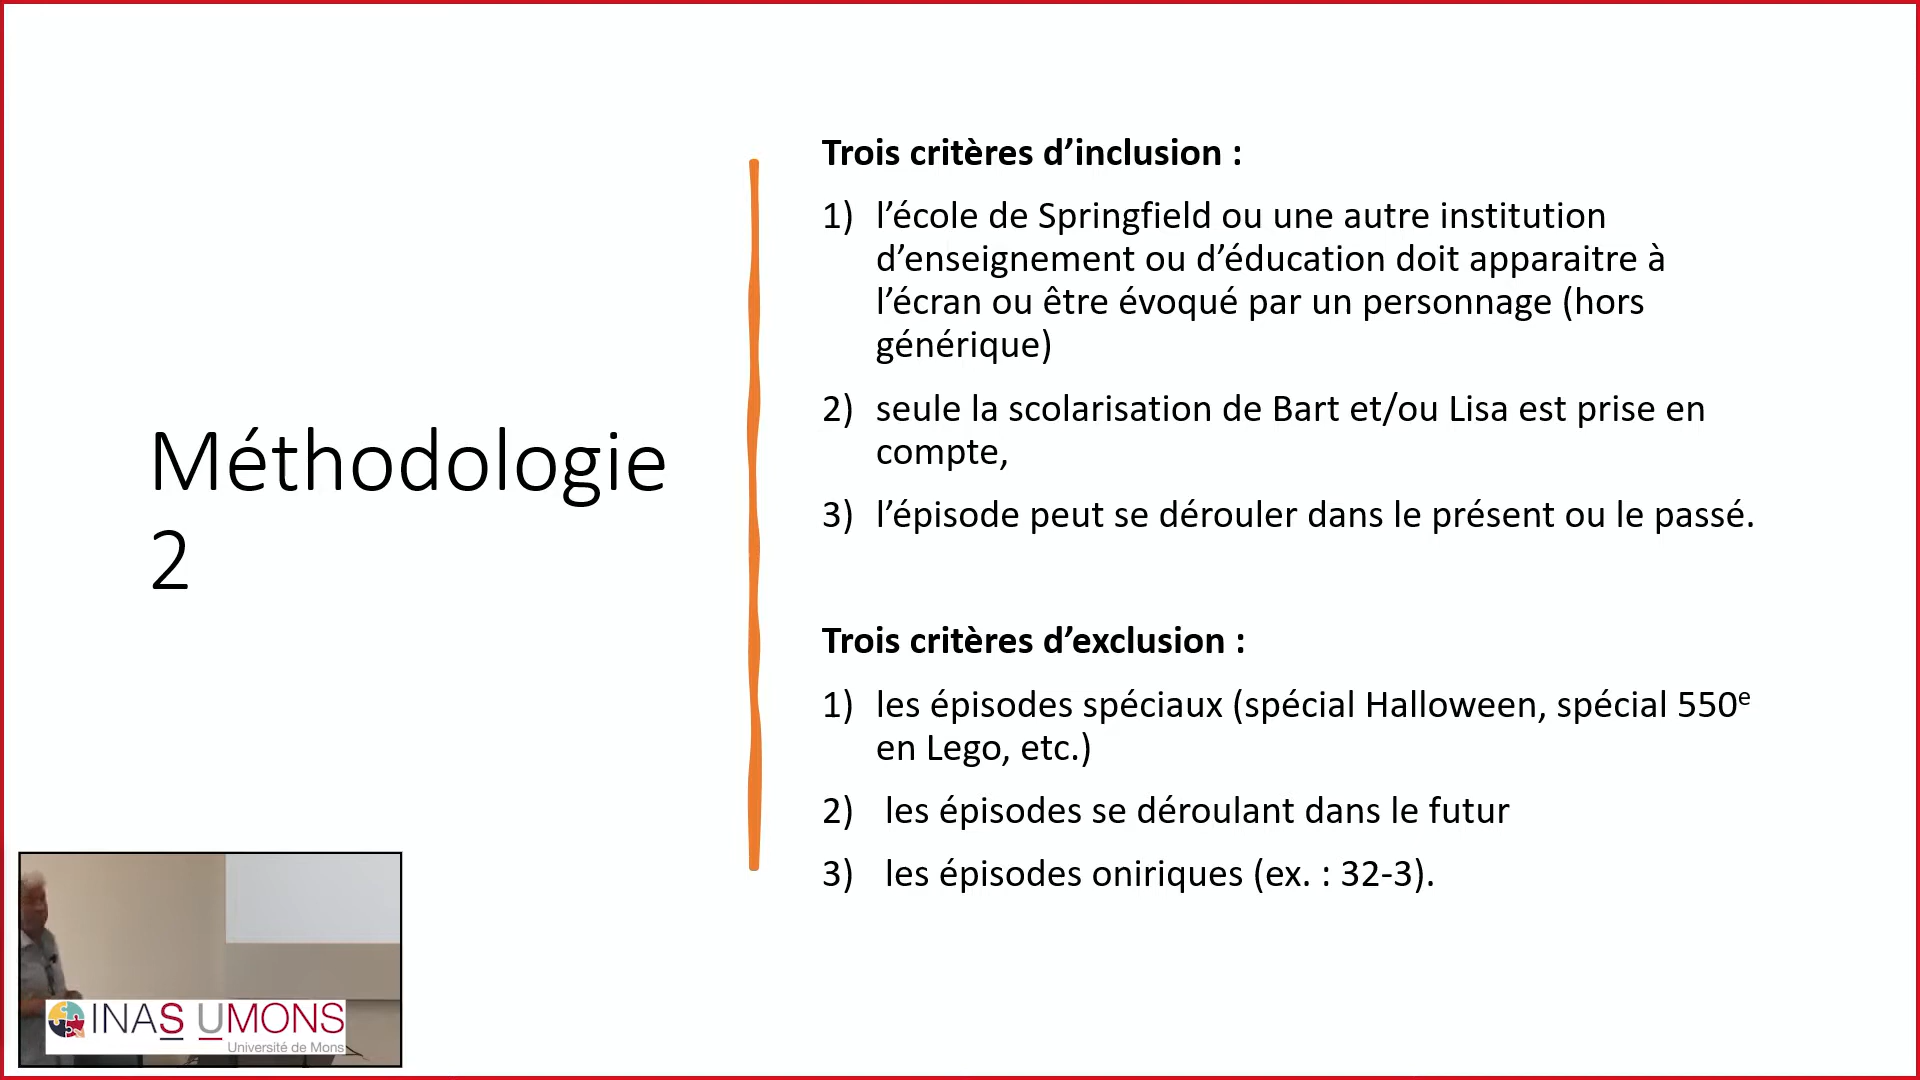 Méthodologie
2
Trois critères d’inclusion :
1) l’école de Springfield ou une autre institution
d’enseignement ou d’éducation doit apparaitre à
l’écran ou être évoqué par un personnage (hors
générique)
2) seule la scolarisation de Bart et/ou Lisa est prise en
compte,
3) l’épisode peut se dérouler dans le présent ou le passé.
Trois critères d’exclusion :
1) les épisodes spéciaux (spécial Halloween, spécial 550e
en Lego, etc.)
2) les épisodes se déroulant dans le futur
3) les épisodes oniriques (ex. : 32-3).
INAS UMONS
Université de Mons